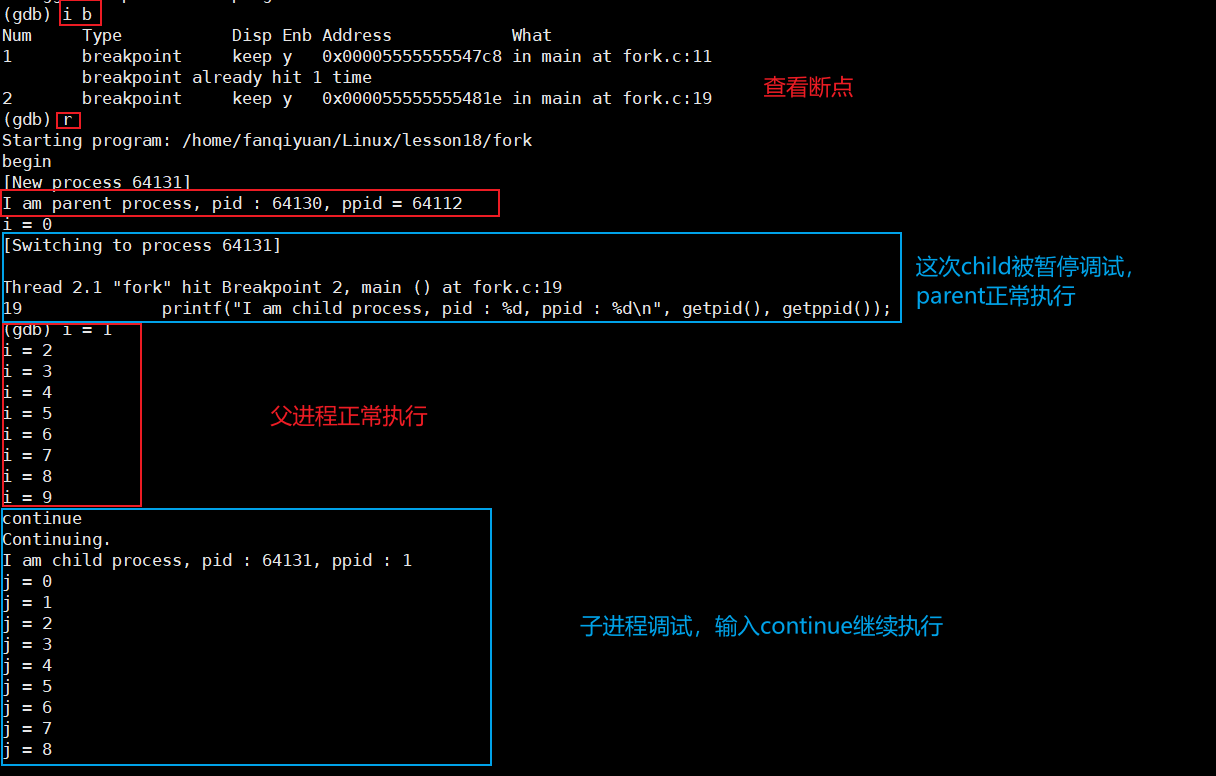 (gdb) i b
Num Type Disp Enb Address What
1 breakpoint keep y 0x00005555555547c8 in main at fork.c:11
breakpoint already hit 1 time
2 breakpoint keep y 0x000055555555481e in main at fork.c:19
查看断点
(gdb) r
Starting program: /home/fanqiyuan/Linux/lesson18/fork
begin
[New process 64131]
I am parent process, pid : 64130, ppid = 64112
i = 0
[Switching to process 64131]
Thread 2.1 "fork" hit Breakpoint 2, main () at fork.c:19
19 printf("I am child process, pid : %d, ppid : %d\n", getpid(), getppid());
这次child被暂停调试，
parent正常执行
(gdb) i = 1
i = 2
i = 3
i = 4
i = 5
i = 6
i = 7
i = 8
i = 9
父进程正常执行
continue
Continuing.
I am child process, pid : 64131, ppid : 1
j = 0
j = 1
j = 2
j = 3
j = 4
j = 5
j = 6
j = 7
j = 8
子进程调试，输入continue继续执行